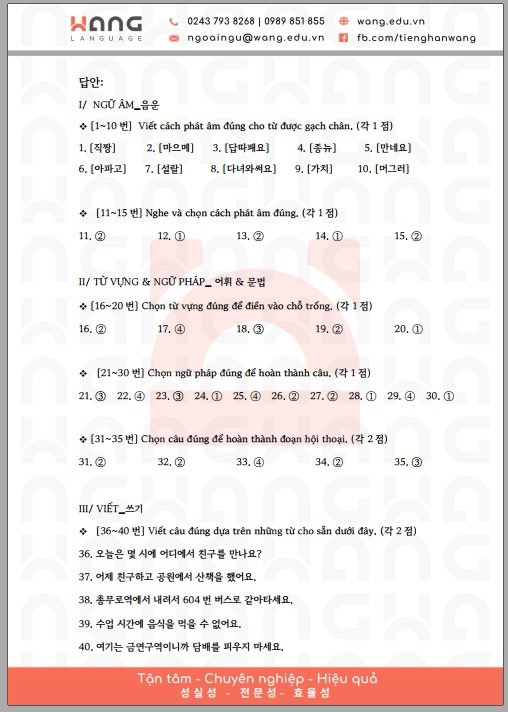 HANG
LANGUAGE
0243 793 8268 | 0989 851 855
wang.edu.vn
ngoaingu@wang.edu.vn
fb.com/tienghanwang
답안:
I/ NGỮ ÂM_음운
❖ [1~10 번] Viết cách phát âm đúng cho từ được gạch chân. (각 1 점)
1. [직짱] 2. [마으메] 3. [답따패요] 4. [종뉴] 5. [만네요]
6. [아파고] 7. [설랄] 8. [다녀와써요] 9. [가치] 10. [머그러]
❖ [11~15 번] Nghe và chọn cách phát âm đúng. (각 1 점)
11. ② 12. ① 13. ② 14. ① 15. ②
II/ TỪ VỰNG & NGỮ PHÁP_ 어휘 & 문법
❖ [16~20 번] Chọn từ vựng đúng để điền vào chỗ trống. (각 1 점)
16. ② 17. ④ 18. ③ 19. ② 20. ①
❖ [21~30 번] Chọn ngữ pháp đúng để hoàn thành câu. (각 1 점)
21. ③ 22. ④ 23. ③ 24. ① 25. ④ 26. ② 27. ② 28. ① 29. ④ 30. ①
❖ [31~35 번] Chọn câu đúng để hoàn thành đoạn hội thoại. (각 2 점)
31. ② 32. ② 33. ④ 34. ② 35. ③
III/ VIẾT_쓰기
❖ [36~40 번] Viết câu đúng dựa trên những từ cho sẵn dưới đây. (각 2 점)
36. 오늘은 몇 시에 어디에서 친구를 만나요?
37. 어제 친구하고 공원에서 산책을 했어요.
38. 충무로역에서 내려서 604 번 버스로 갈아타세요.
39. 수업 시간에 음식을 먹을 수 없어요.
40. 여기는 금연구역이니까 담배를 피우지 마세요.
Tận tâm - Chuyên nghiệp - Hiệu quả
성실성 - 전문성- 효율성